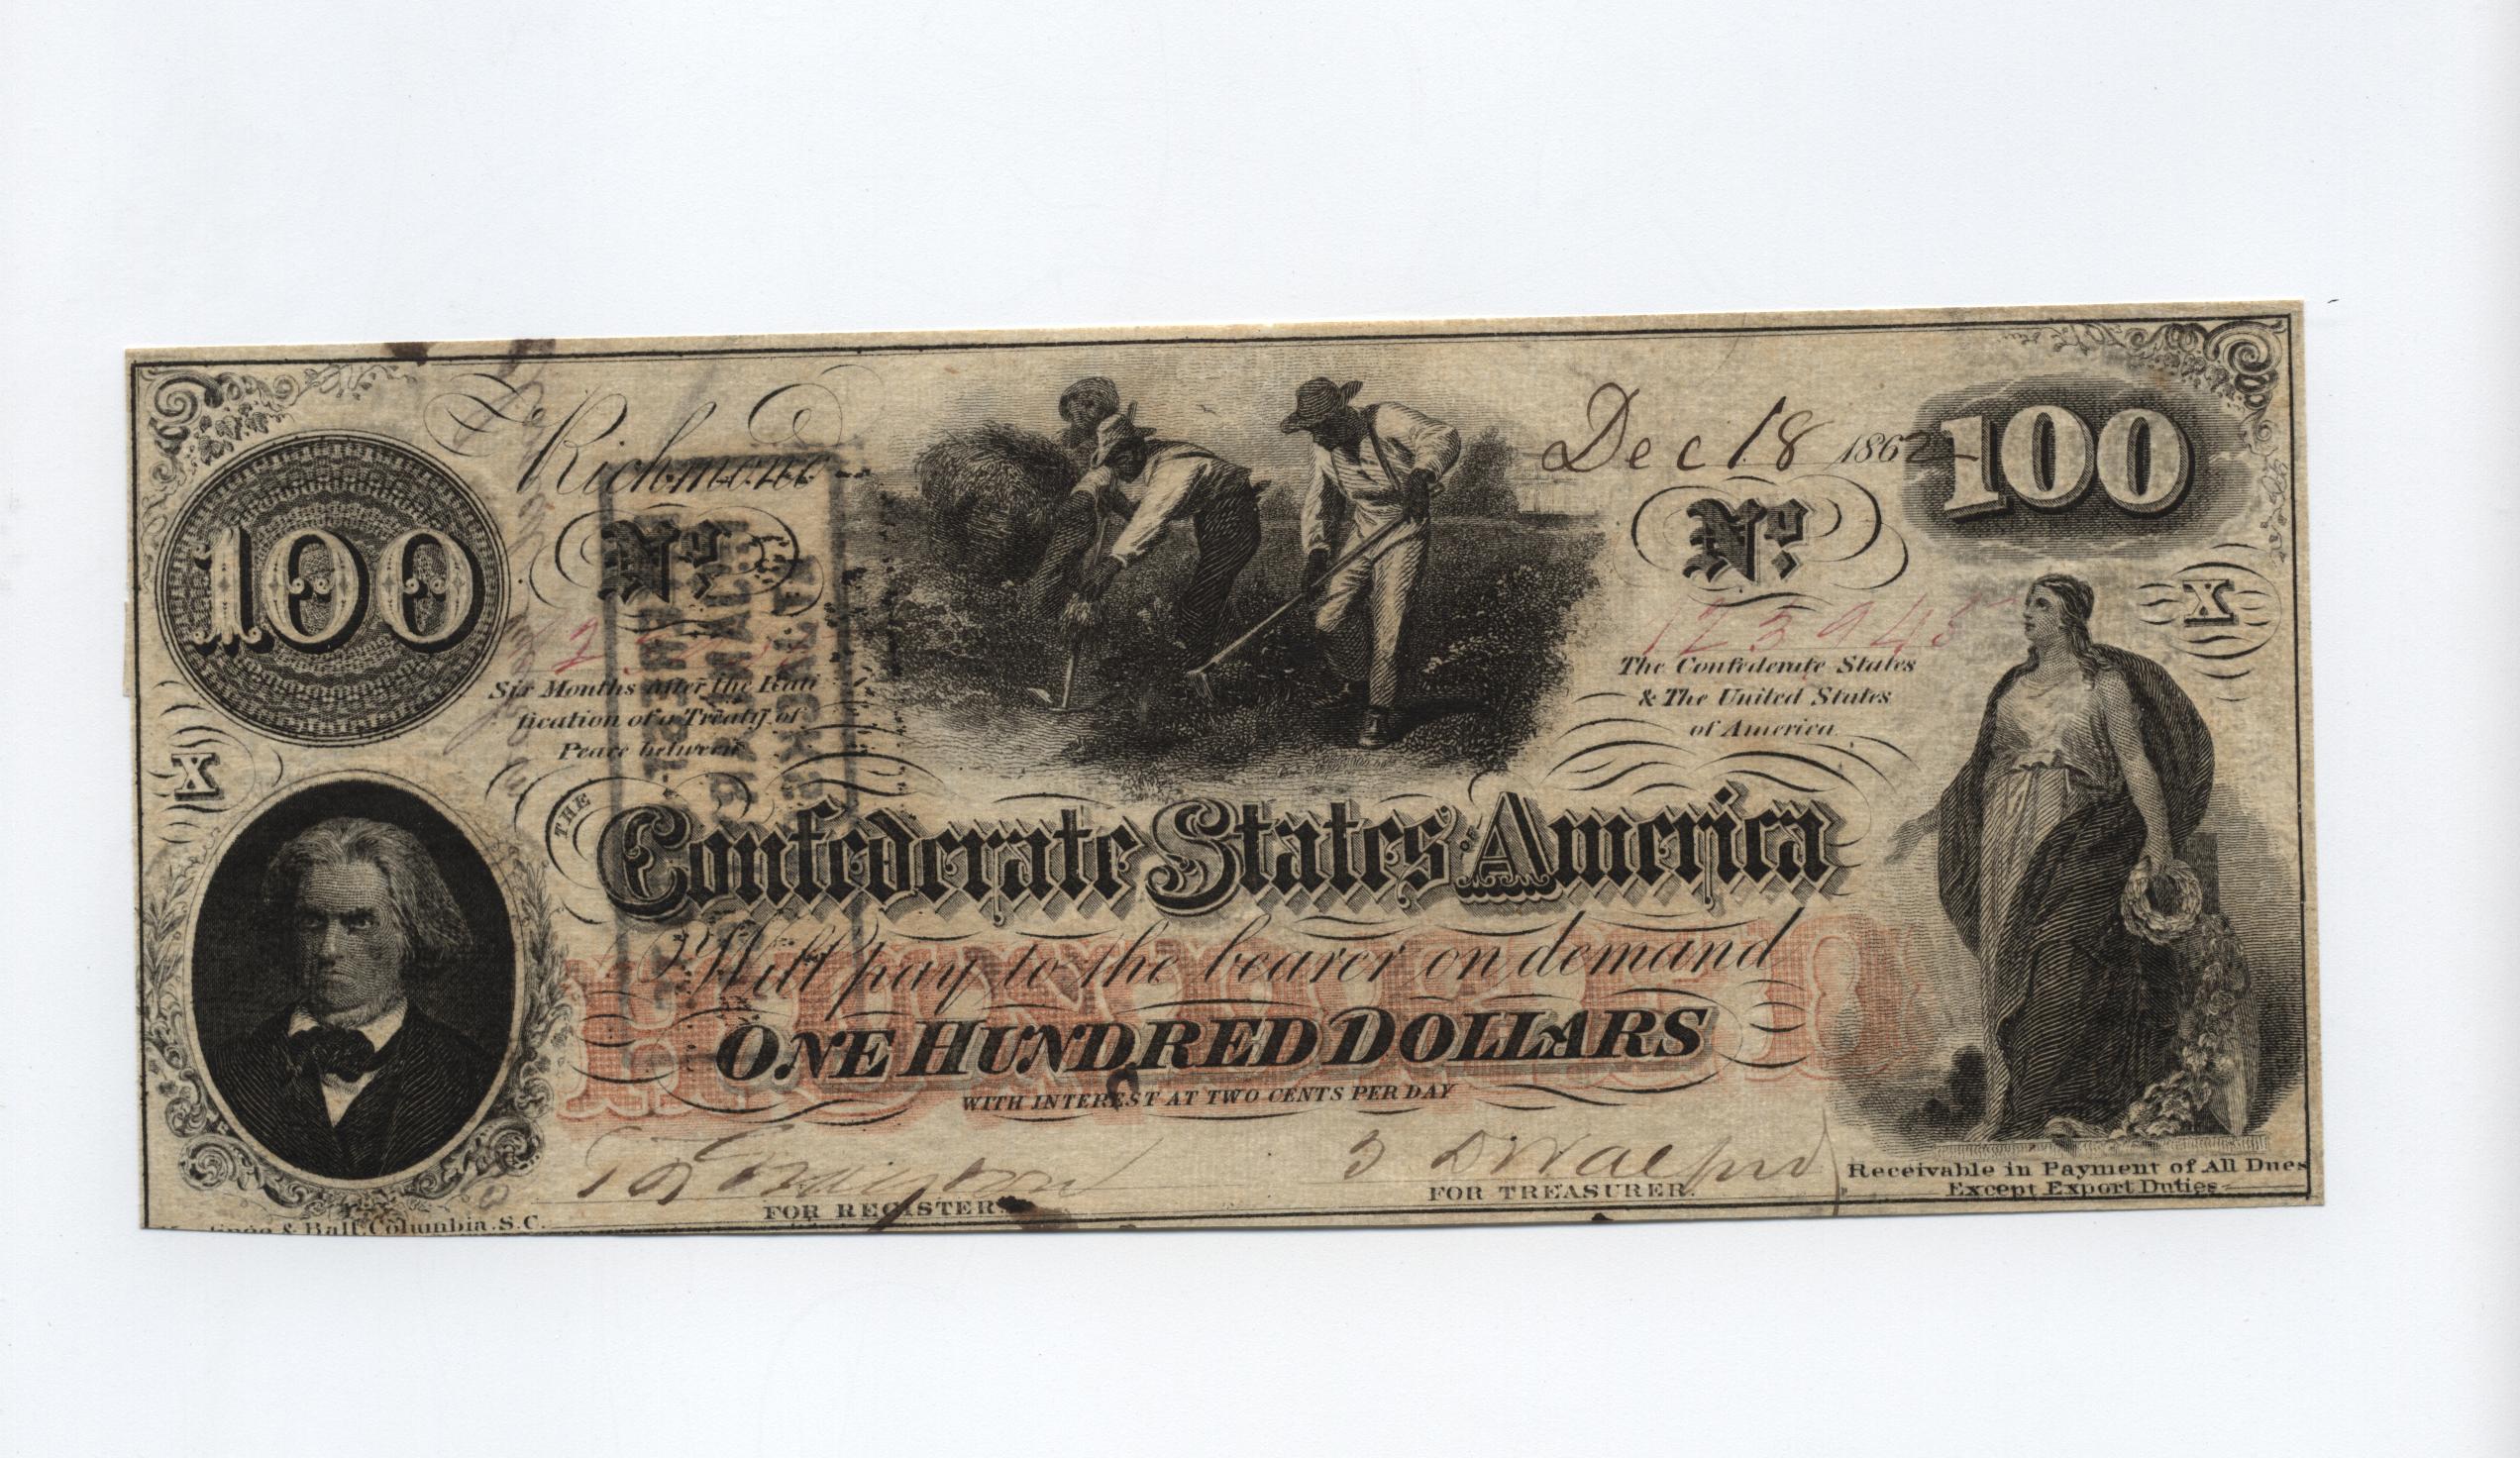 100
Richmond
Dec 18 1862
100
No.
No.
123945
Six Months after the Rati
fication of a Treaty of
Peace between
The Confederate States
& The United States
of America
X
X
THE
Confederate States OF America
Will pay to the bearer on demand
HUNDRED
ONE HUNDRED DOLLARS
WITH INTEREST AT TWO CENTS PER DAY
FOR REGISTER.
FOR TREASURER.
Receivable in Payment of All Dues
Except Export Duties
& Ball, Columbia, S.C.